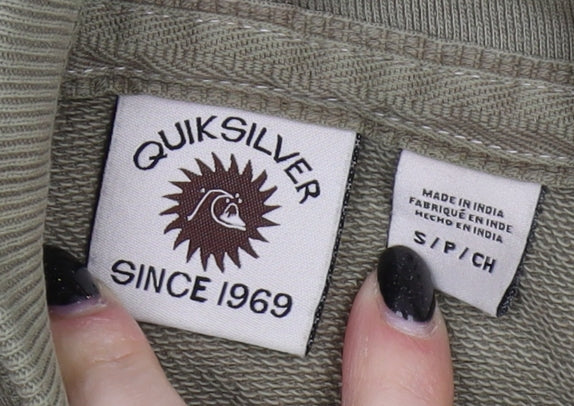 QUIKSILVER
SINCE 1969
MADE IN INDIA
FABRIQUÉ EN INDE
HECHO EN INDIA
S/P/CH